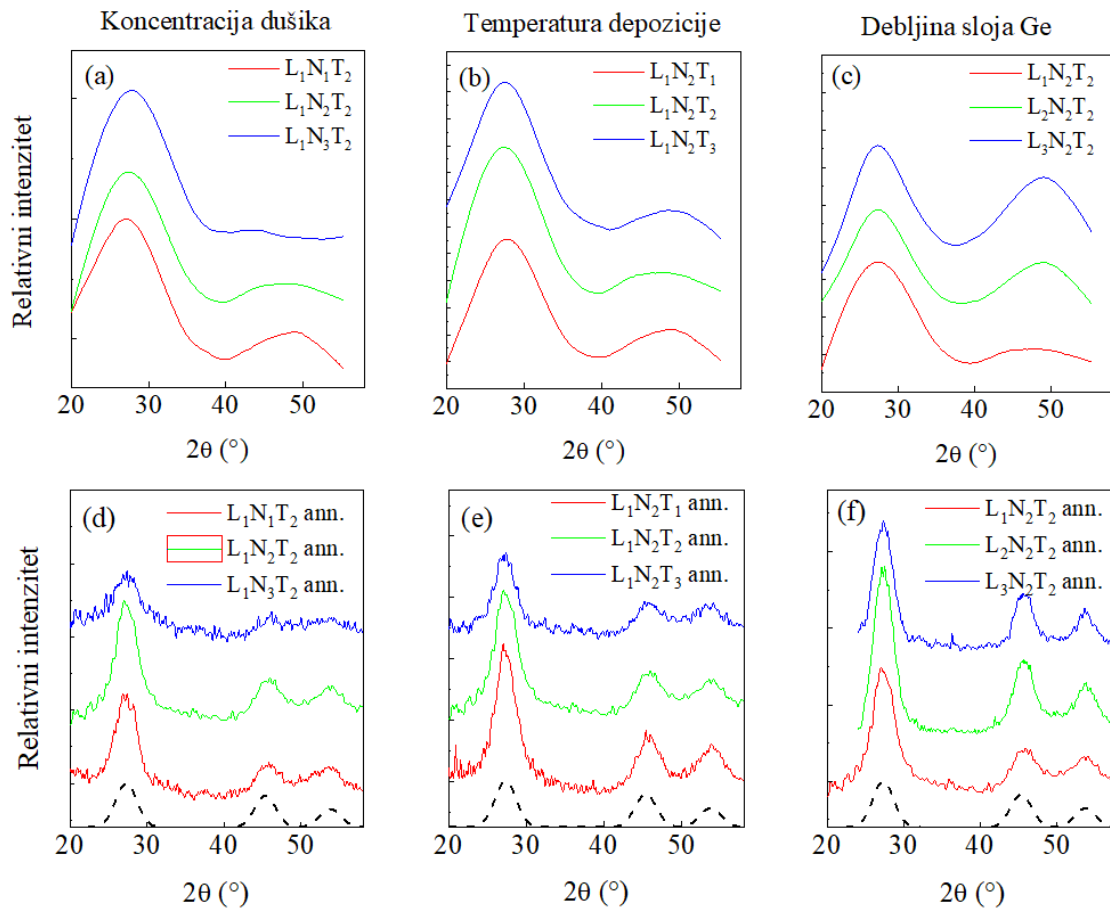 Koncentracija dušika
Temperatura depozicije
Debljina sloja Ge
Relativni intenzitet
(a)
L₁N₁T₂
L₁N₂T₂
L₁N₃T₂
20 30 40 50
2θ (°)
(b)
L₁N₂T₁
L₁N₂T₂
L₁N₂T₃
20 30 40 50
2θ (°)
(c)
L₁N₂T₂
L₂N₂T₂
L₃N₂T₂
20 30 40 50
2θ (°)
Relativni intenzitet
(d)
L₁N₁T₂ ann.
L₁N₂T₂ ann.
L₁N₃T₂ ann.
20 30 40 50
2θ (°)
(e)
L₁N₂T₁ ann.
L₁N₂T₂ ann.
L₁N₂T₃ ann.
20 30 40 50
2θ (°)
(f)
L₁N₂T₂ ann.
L₂N₂T₂ ann.
L₃N₂T₂ ann.
20 30 40 50
2θ (°)